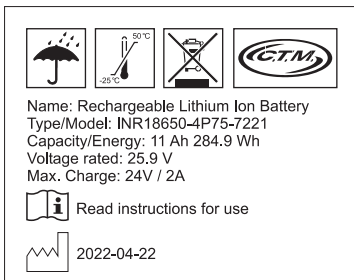 50 °C
-25 °C
C.T.M.
Name: Rechargeable Lithium Ion Battery
Type/Model: INR18650-4P75-7221
Capacity/Energy: 11 Ah 284.9 Wh
Voltage rated: 25.9 V
Max. Charge: 24V / 2A
i Read instructions for use
2022-04-22